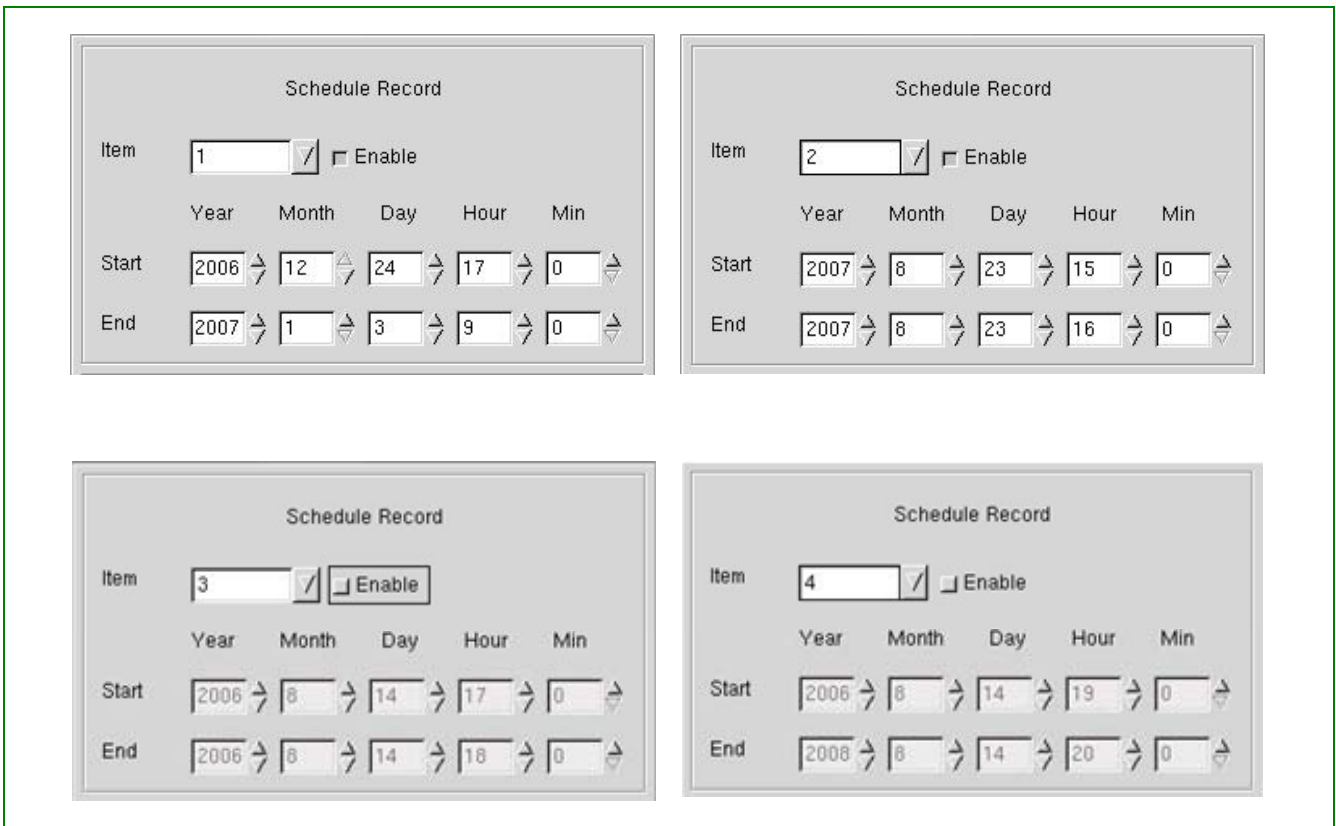 Schedule Record
Item 1 Enable
Year Month Day Hour Min
Start 2006 12 24 17 0
End 2007 1 3 9 0
Schedule Record
Item 2 Enable
Year Month Day Hour Min
Start 2007 8 23 15 0
End 2007 8 23 16 0
Schedule Record
Item 3 Enable
Year Month Day Hour Min
Start 2006 8 14 17 0
End 2006 8 14 18 0
Schedule Record
Item 4 Enable
Year Month Day Hour Min
Start 2006 8 14 19 0
End 2008 8 14 20 0